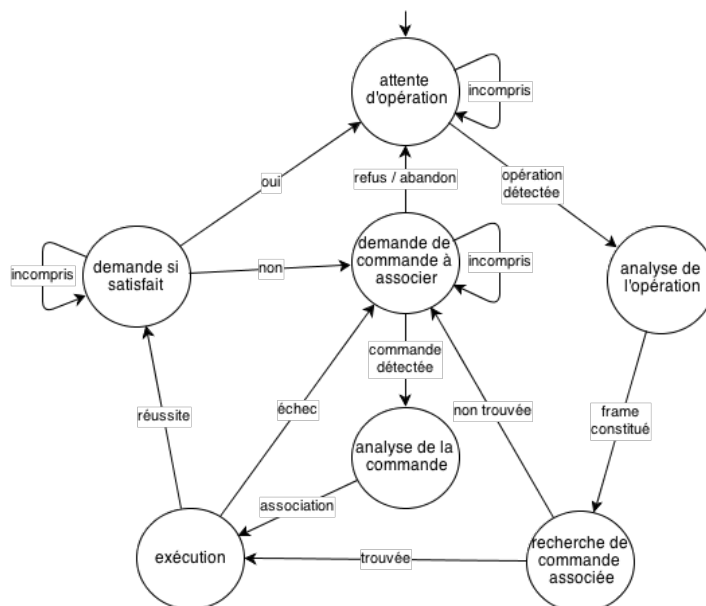 attente
d'opération
incompris
oui
refus / abandon
opération
détectée
incompris
demande si
satisfait
non
demande de
commande à
associer
incompris
analyse de
l'opération
commande
détectée
réussite
échec
non trouvée
frame
constitué
analyse de la
commande
association
exécution
trouvée
recherche de
commande
associée